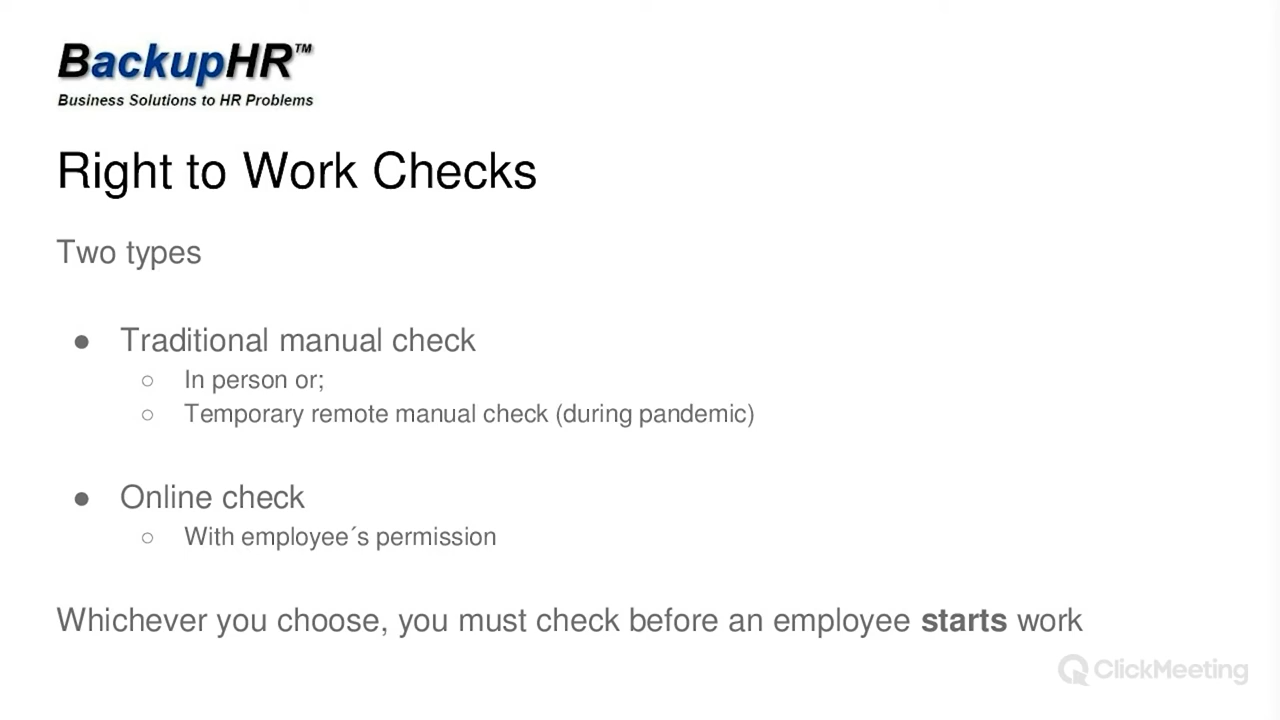 BackupHR™
Business Solutions to HR Problems
Right to Work Checks
Two types
● Traditional manual check
○ In person or;
○ Temporary remote manual check (during pandemic)
● Online check
○ With employee´s permission
Whichever you choose, you must check before an employee starts work
ClickMeeting